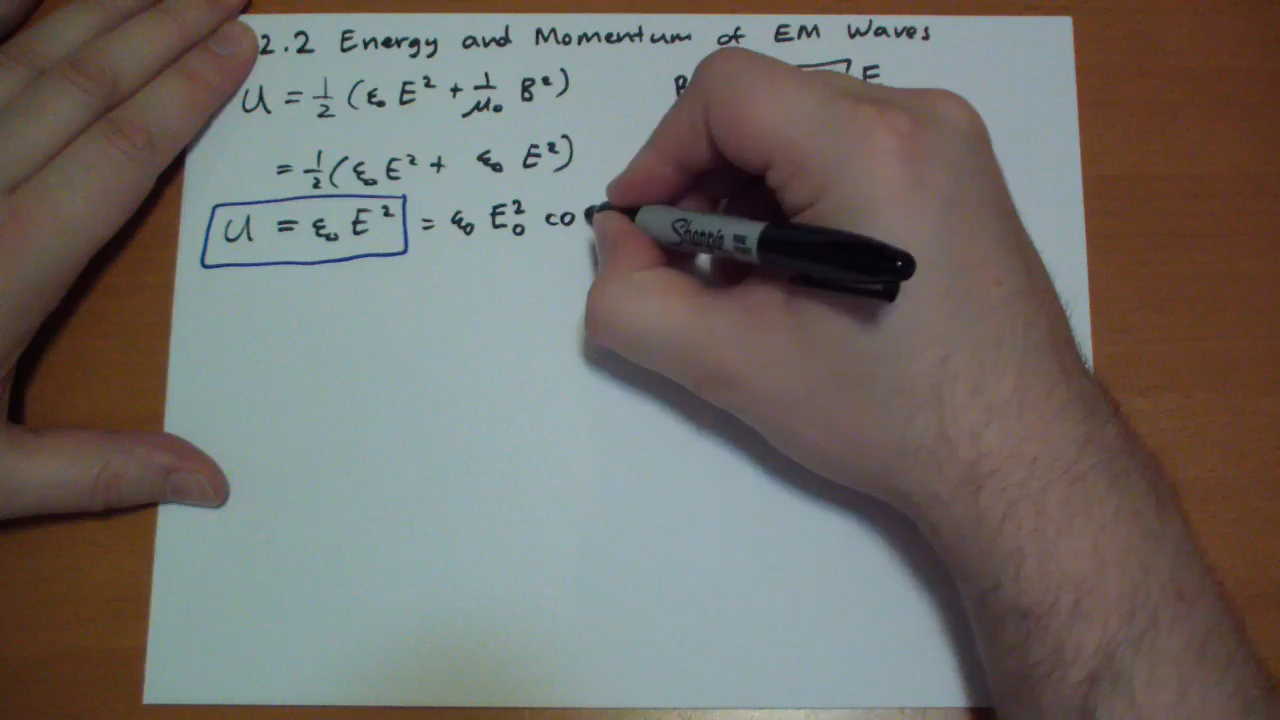 2.2 Energy and Momentum of EM Waves
U = 1/2 (ε₀ E² + 1/μ₀ B²)
B E
= 1/2 (ε₀ E² + ε₀ E²)
U = ε₀ E² = ε₀ E₀² co
Sharpie